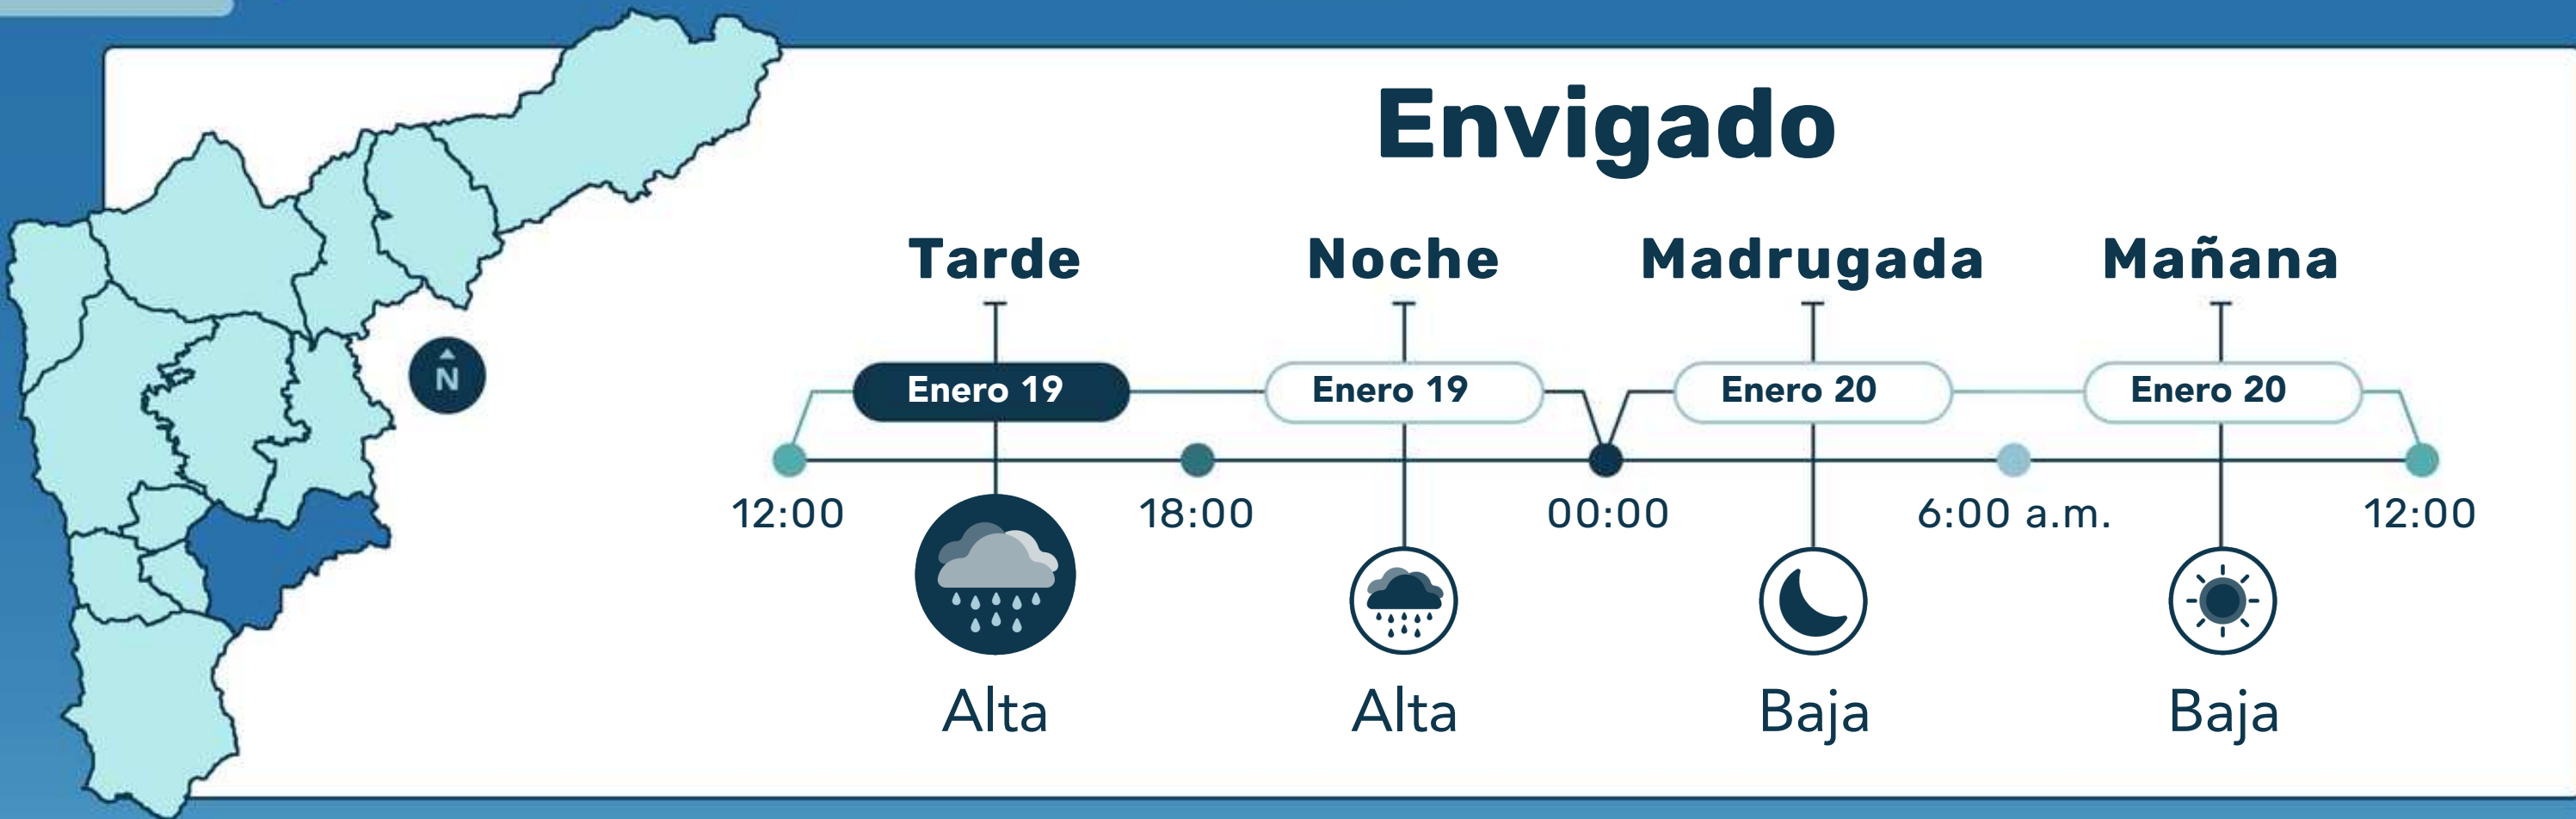 Envigado
Tarde Noche Madrugada Mañana
N
Enero 19 Enero 19 Enero 20 Enero 20
12:00 18:00 00:00 6:00 a.m. 12:00
Alta Alta Baja Baja